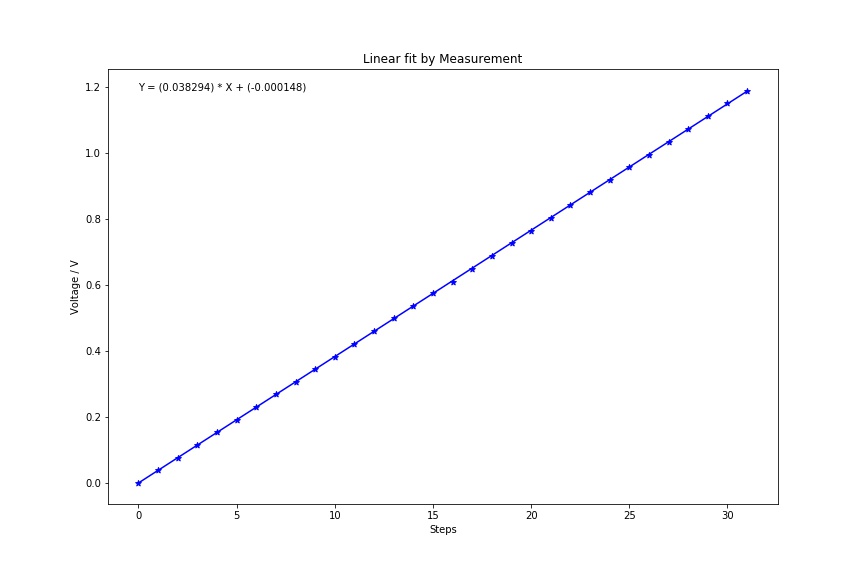 Linear fit by Measurement
Y = (0.038294) * X + (-0.000148)
Voltage / V
1.2
1.0
0.8
0.6
0.4
0.2
0.0
0 5 10 15 20 25 30
Steps